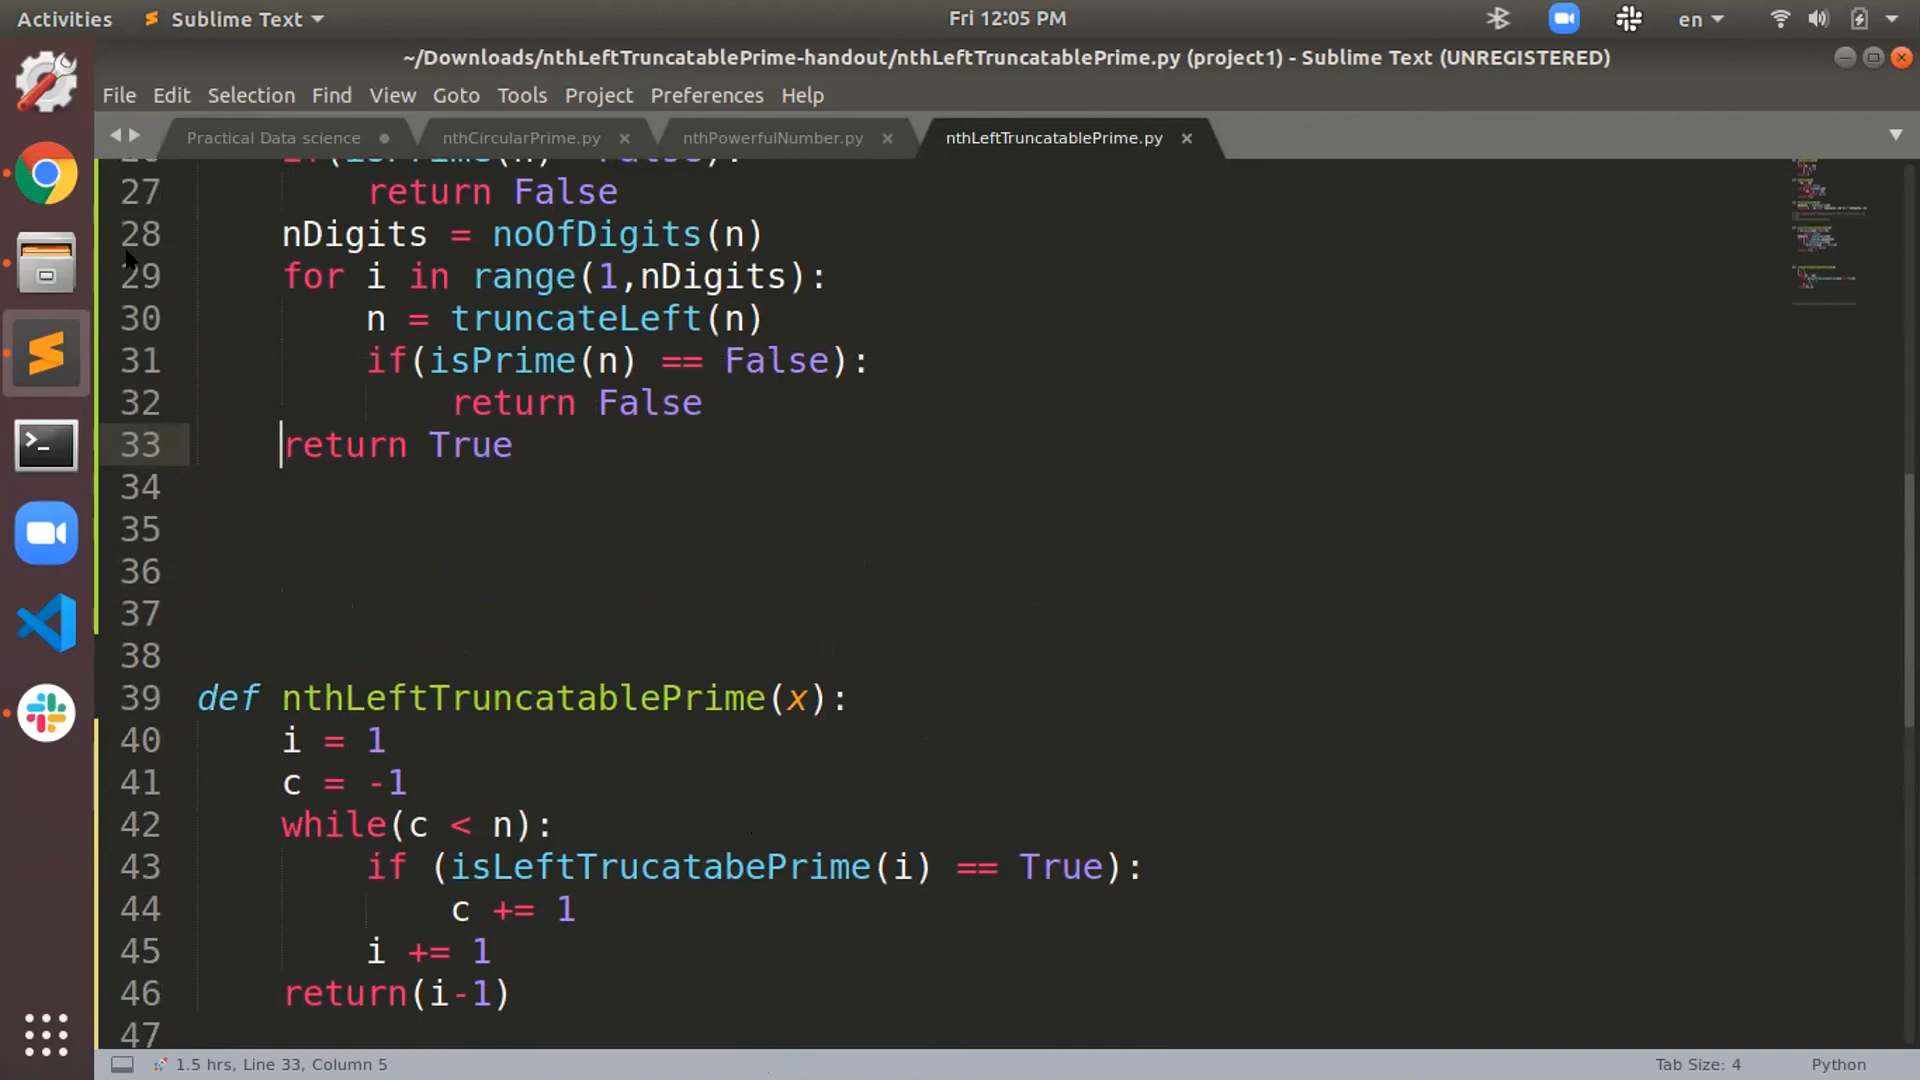 Activities Sublime Text Fri 12:05 PM en
~/Downloads/nthLeftTruncatablePrime-handout/nthLeftTruncatablePrime.py (project1) - Sublime Text (UNREGISTERED)
File Edit Selection Find View Goto Tools Project Preferences Help
Practical Data science nthCircularPrime.py nthPowerfulNumber.py nthLeftTruncatablePrime.py
27 return False
28 nDigits = noOfDigits(n)
29 for i in range(1,nDigits):
30 n = truncateLeft(n)
31 if(isPrime(n) == False):
32 return False
33 return True
34
35
36
37
38
39 def nthLeftTruncatablePrime(x):
40 i = 1
41 c = -1
42 while(c < n):
43 if (isLeftTrucatabePrime(i) == True):
44 c += 1
45 i += 1
46 return(i-1)
47
1.5 hrs, Line 33, Column 5 Tab Size: 4 Python